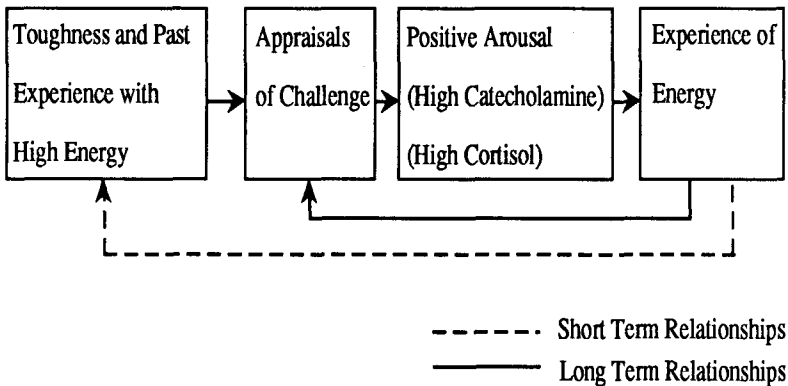 Toughness and Past
Experience with
High Energy
Appraisals
of Challenge
Positive Arousal
(High Catecholamine)
(High Cortisol)
Experience of
Energy
Short Term Relationships
Long Term Relationships